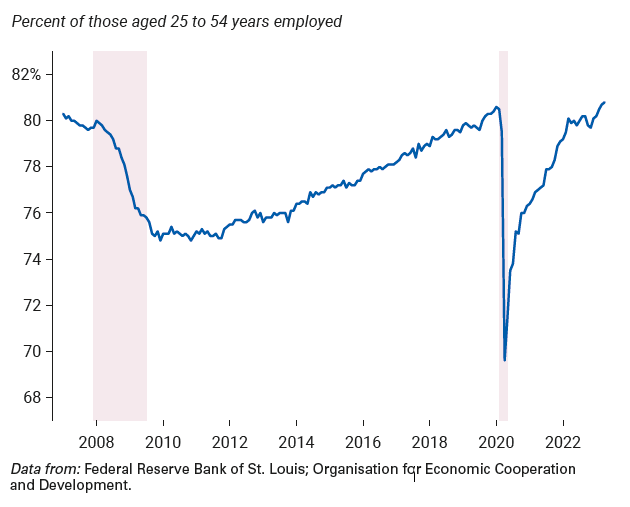 Percent of those aged 25 to 54 years employed
82%
80
78
76
74
72
70
68
2008 2010 2012 2014 2016 2018 2020 2022
Data from: Federal Reserve Bank of St. Louis; Organisation for Economic Cooperation
and Development.